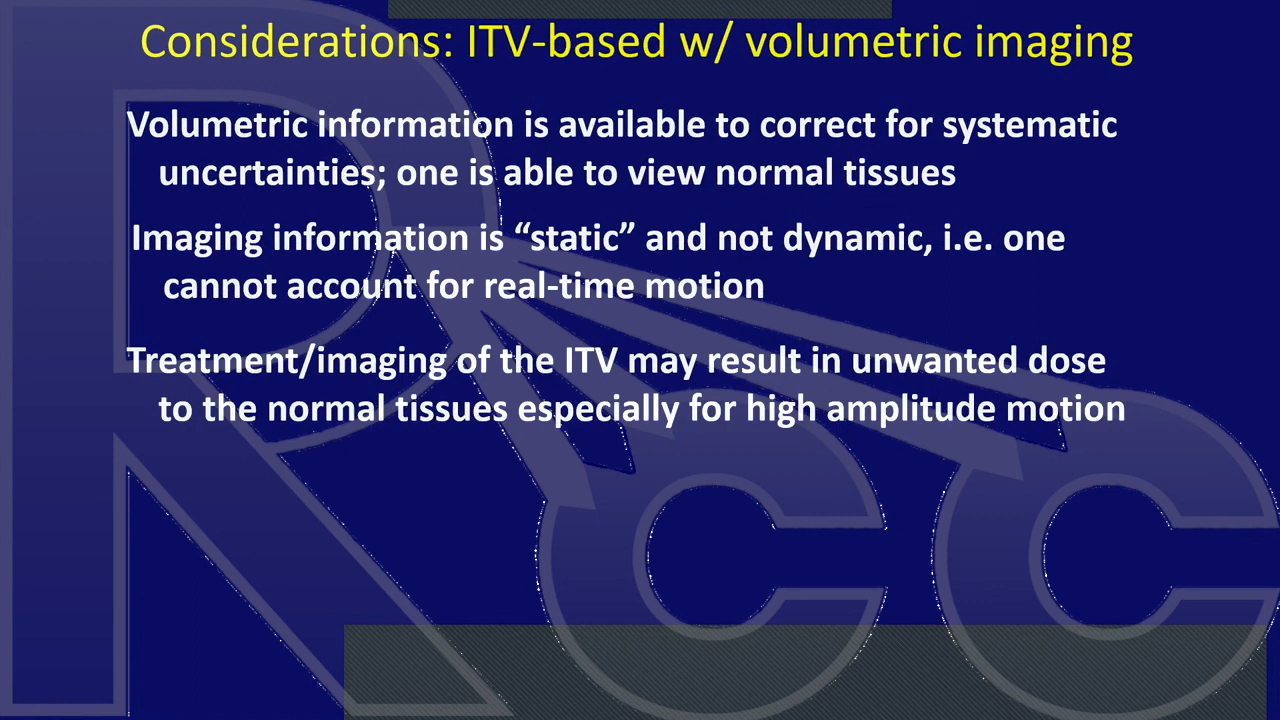 Considerations: ITV-based w/ volumetric imaging
Volumetric information is available to correct for systematic
uncertainties; one is able to view normal tissues
Imaging information is “static” and not dynamic, i.e. one
cannot account for real-time motion
Treatment/imaging of the ITV may result in unwanted dose
to the normal tissues especially for high amplitude motion
Rcc